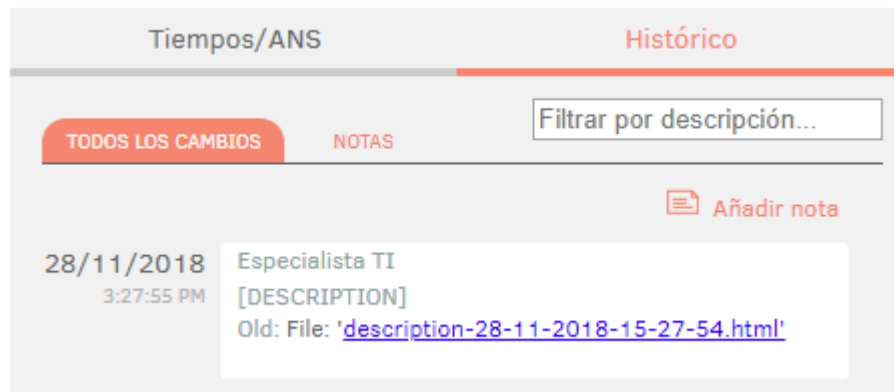 Tiempos/ANS Histórico
Filtrar por descripción...
TODOS LOS CAMBIOS NOTAS
Añadir nota
28/11/2018 Especialista TI
3:27:55 PM [DESCRIPTION]
Old: File: 'description-28-11-2018-15-27-54.html'